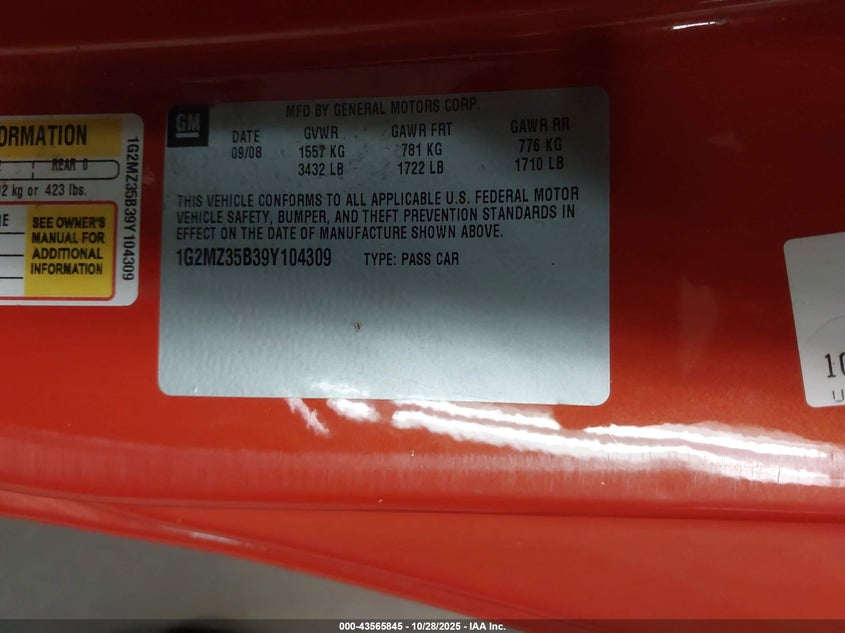 ORMATION
REAR 0
2 kg or 423 lbs.
RE
SEE OWNER'S
MANUAL FOR
ADDITIONAL
INFORMATION
1G2MZ35B39Y104309
GM
MFD BY GENERAL MOTORS CORP.
DATE GVWR GAWR FRT GAWR RR
09/08 1557 KG 781 KG 776 KG
3432 LB 1722 LB 1710 LB
THIS VEHICLE CONFORMS TO ALL APPLICABLE U.S. FEDERAL MOTOR
VEHICLE SAFETY, BUMPER, AND THEFT PREVENTION STANDARDS IN
EFFECT ON THE DATE OF MANUFACTURE SHOWN ABOVE.
1G2MZ35B39Y104309 TYPE: PASS CAR
10
000-43565845 - 10/28/2025 - IAA Inc.